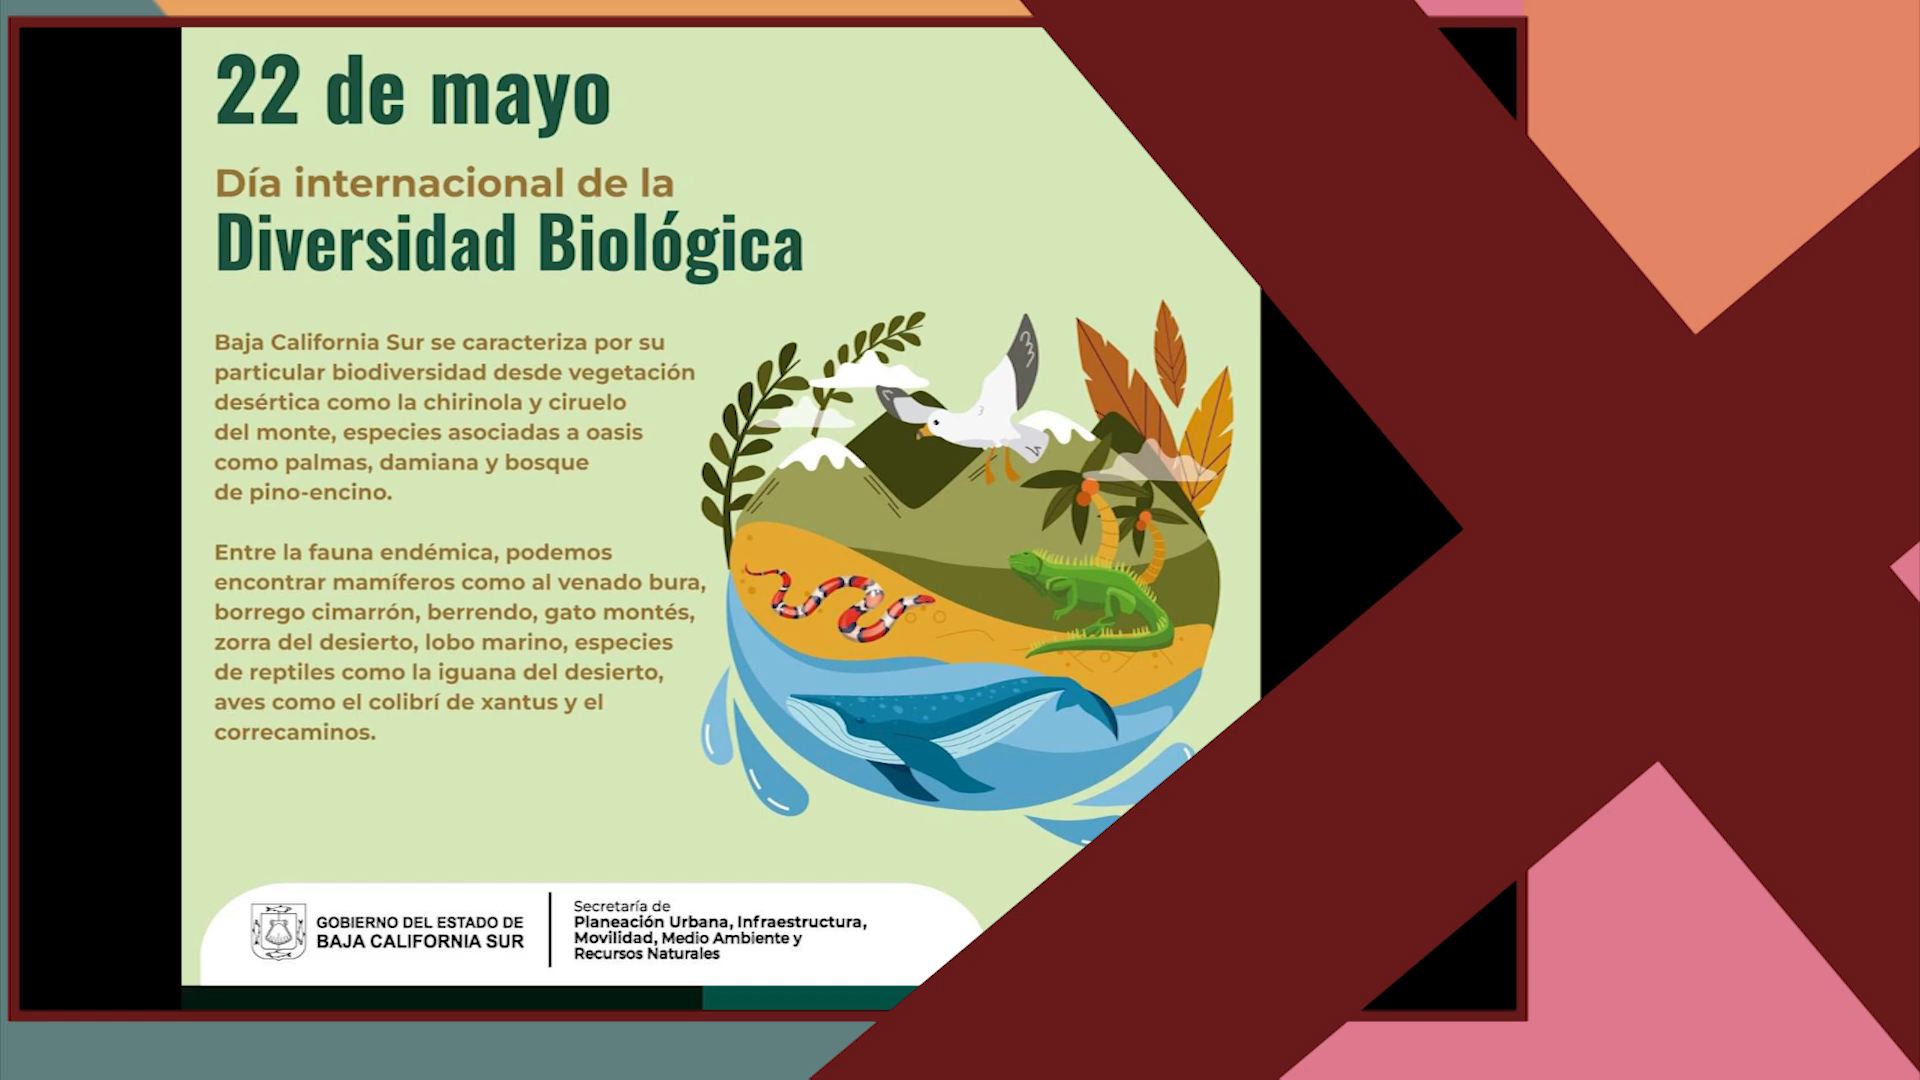 22 de mayo
Día internacional de la
Diversidad Biológica
Baja California Sur se caracteriza por su
particular biodiversidad desde vegetación
desértica como la chirinola y ciruelo
del monte, especies asociadas a oasis
como palmas, damiana y bosque
de pino-encino.
Entre la fauna endémica, podemos
encontrar mamíferos como al venado bura,
borrego cimarrón, berrendo, gato montés,
zorra del desierto, lobo marino, especies
de reptiles como la iguana del desierto,
aves como el colibrí de xantus y el
correcaminos.
GOBIERNO DEL ESTADO DE
BAJA CALIFORNIA SUR
Secretaría de
Planeación Urbana, Infraestructura,
Movilidad, Medio Ambiente y
Recursos Naturales